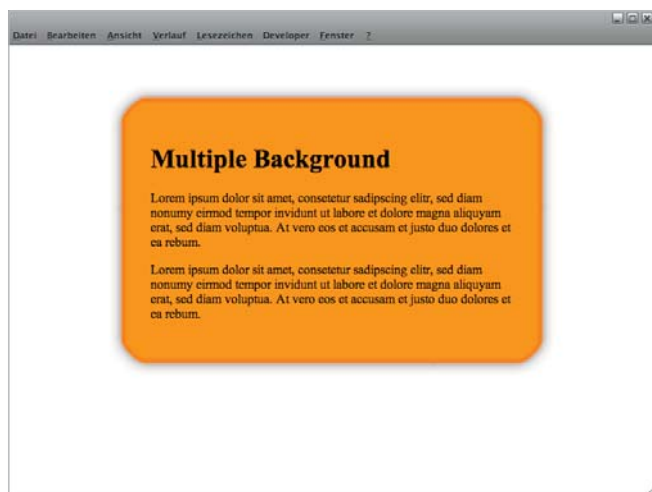 Datei Bearbeiten Ansicht Verlauf Lesezeichen Developer Fenster ?
Multiple Background
Lorem ipsum dolor sit amet, consetetur sadipscing elitr, sed diam
nonumy eirmod tempor invidunt ut labore et dolore magna aliquyam
erat, sed diam voluptua. At vero eos et accusam et justo duo dolores et
ea rebum.
Lorem ipsum dolor sit amet, consetetur sadipscing elitr, sed diam
nonumy eirmod tempor invidunt ut labore et dolore magna aliquyam
erat, sed diam voluptua. At vero eos et accusam et justo duo dolores et
ea rebum.